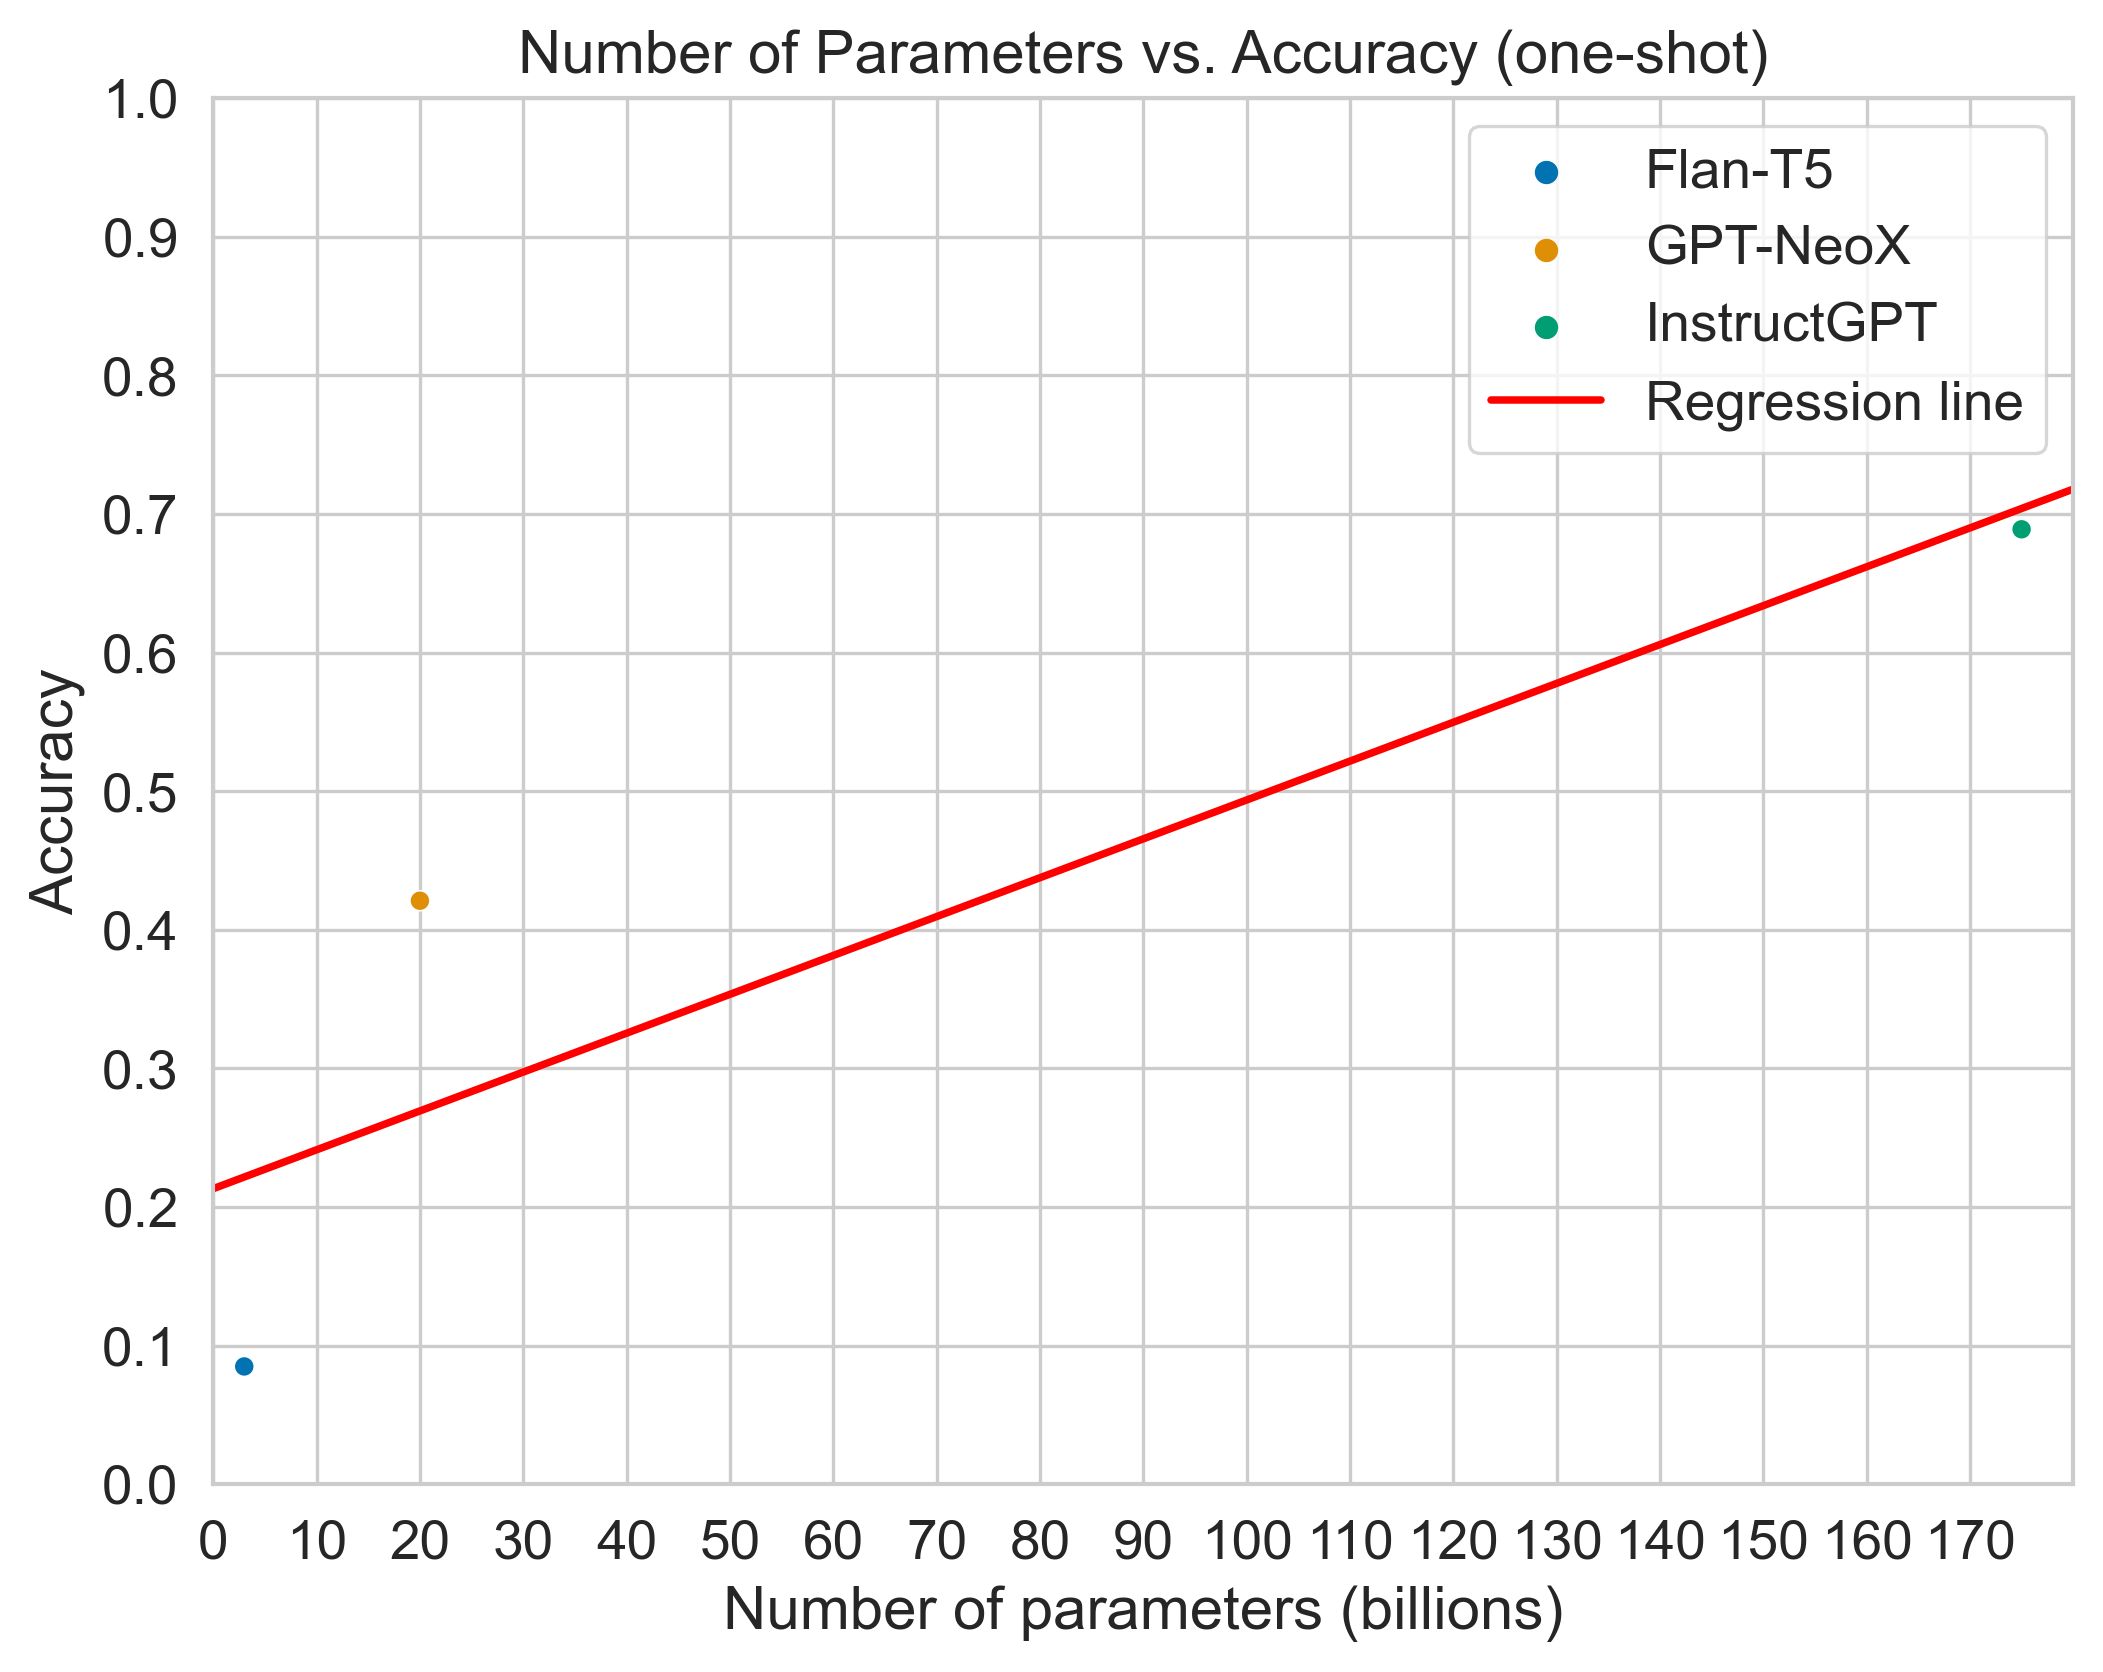 Number of Parameters vs. Accuracy (one-shot)
1.0
0.9
0.8
0.7
0.6
0.5
0.4
0.3
0.2
0.1
0.0
Accuracy
Flan-T5
GPT-NeoX
InstructGPT
Regression line
0 10 20 30 40 50 60 70 80 90 100 110 120 130 140 150 160 170
Number of parameters (billions)